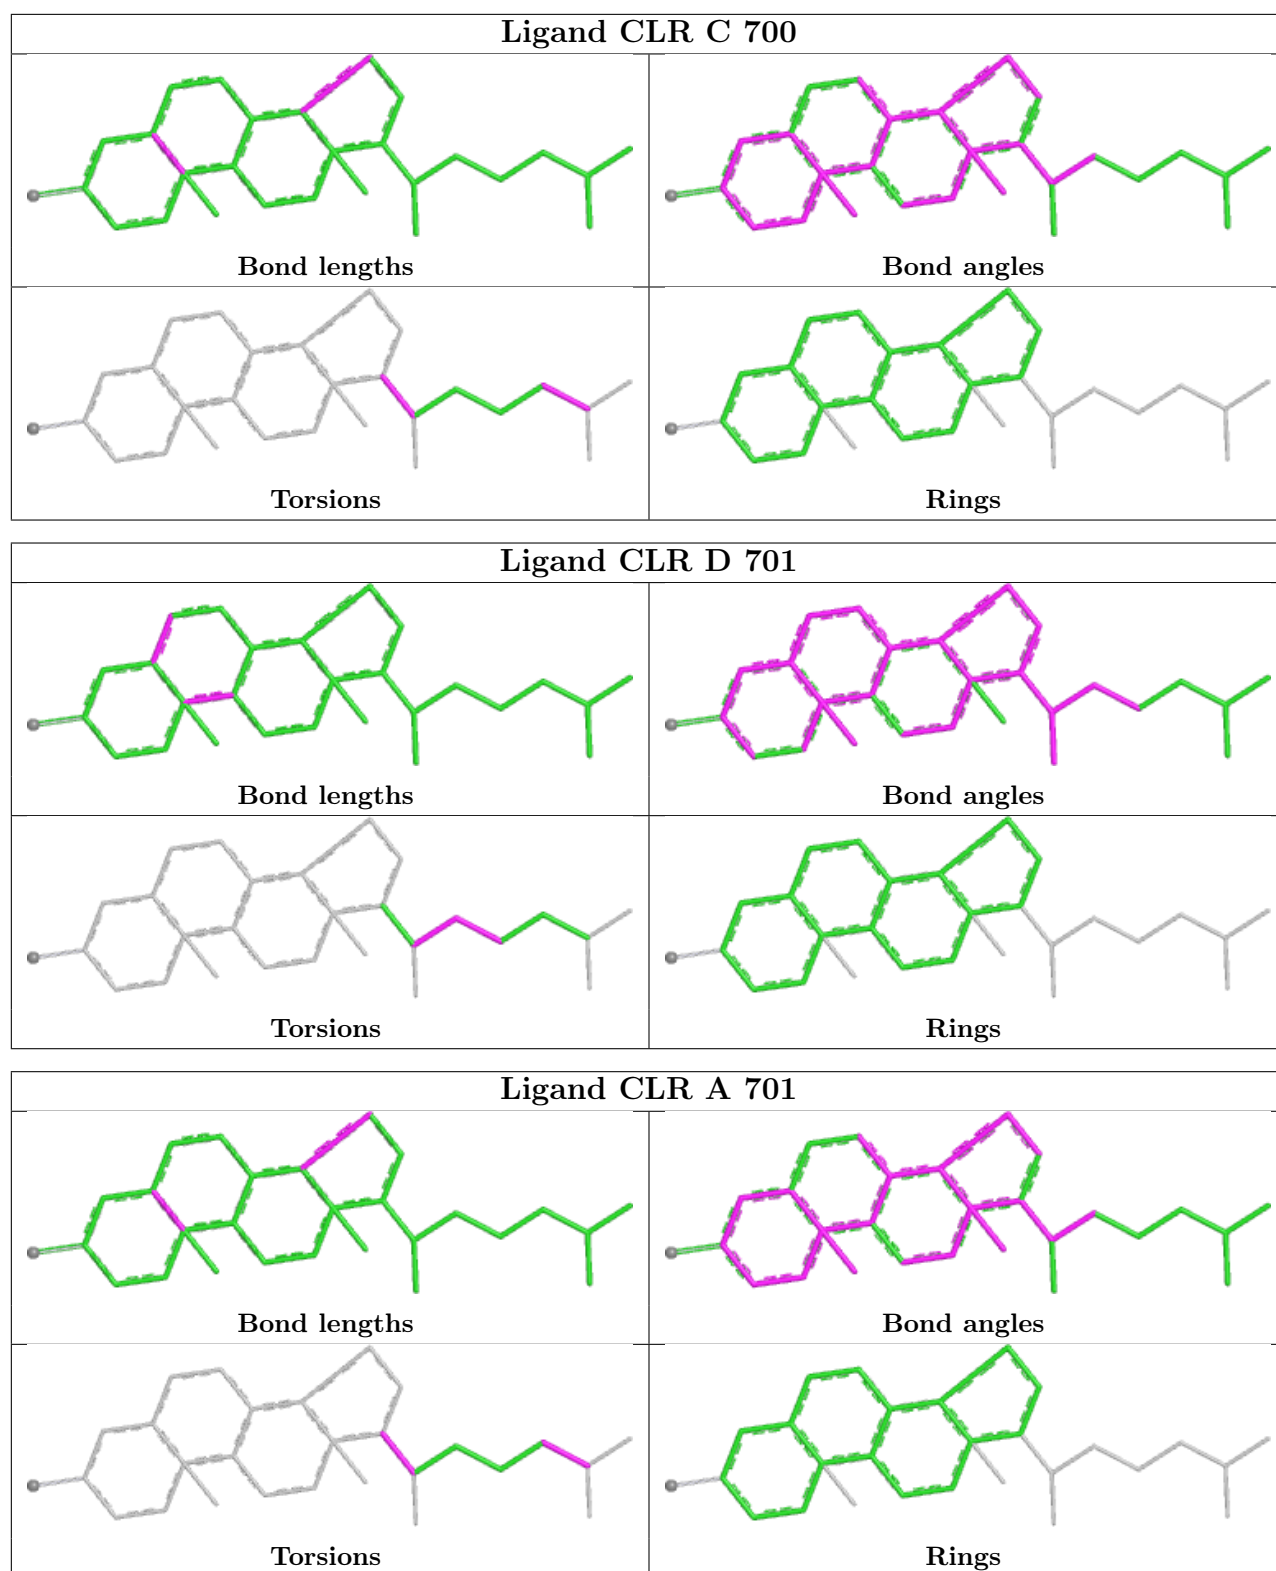 Ligand CLR C 700
Bond lengths
Bond angles
Torsions
Rings
Ligand CLR D 701
Bond lengths
Bond angles
Torsions
Rings
Ligand CLR A 701
Bond lengths
Bond angles
Torsions
Rings